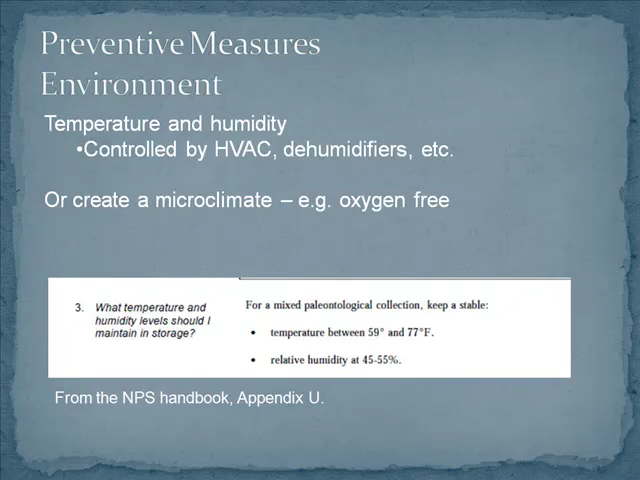 Preventive Measures
Environment
Temperature and humidity
•Controlled by HVAC, dehumidifiers, etc.
Or create a microclimate – e.g. oxygen free
3. What temperature and
humidity levels should I
maintain in storage?
For a mixed paleontological collection, keep a stable:
• temperature between 59° and 77°F.
• relative humidity at 45-55%.
From the NPS handbook, Appendix U.